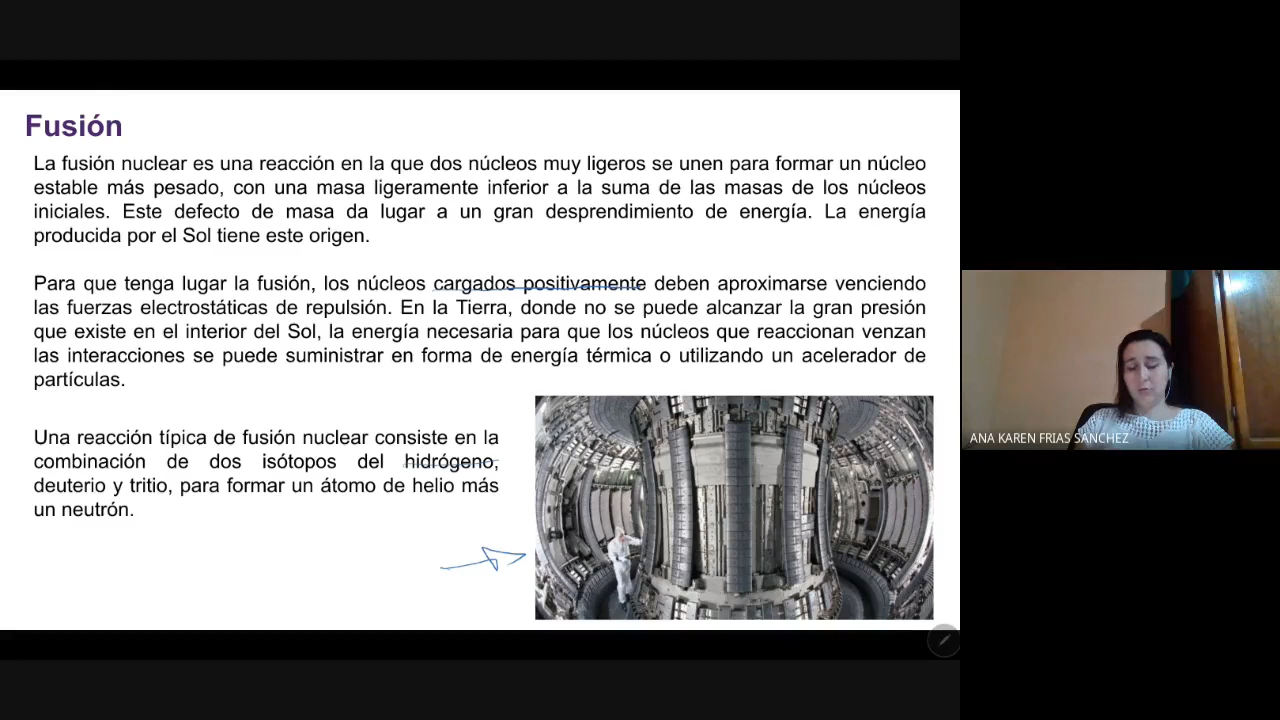 Fusión
La fusión nuclear es una reacción en la que dos núcleos muy ligeros se unen para formar un núcleo
estable más pesado, con una masa ligeramente inferior a la suma de las masas de los núcleos
iniciales. Este defecto de masa da lugar a un gran desprendimiento de energía. La energía
producida por el Sol tiene este origen.
Para que tenga lugar la fusión, los núcleos cargados positivamente deben aproximarse venciendo
las fuerzas electrostáticas de repulsión. En la Tierra, donde no se puede alcanzar la gran presión
que existe en el interior del Sol, la energía necesaria para que los núcleos que reaccionan venzan
las interacciones se puede suministrar en forma de energía térmica o utilizando un acelerador de
partículas.
Una reacción típica de fusión nuclear consiste en la
combinación de dos isótopos del hidrógeno,
deuterio y tritio, para formar un átomo de helio más
un neutrón.
ANA KAREN FRIAS SANCHEZ